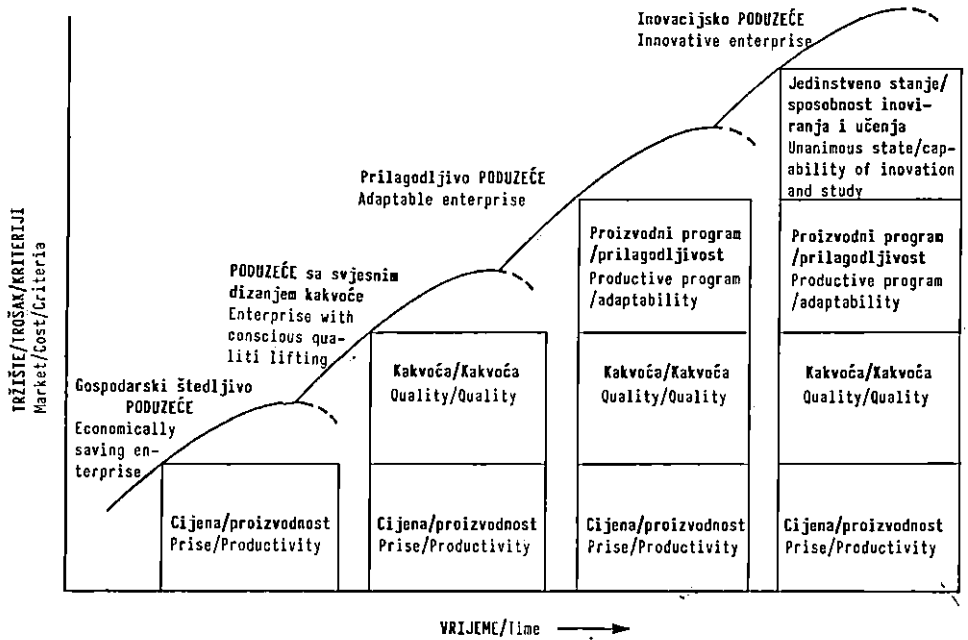 Inovacijsko PODUZEĆE
Innovative enterprise
Jedinstveno stanje/
sposobnost inovi-
ranja i učenja
Unanimous state/cap-
ability of inovation
and study
Prilagodljivo PODUZEĆE
Adaptable enterprise
Proizvodni program
/prilagodljivost
Productive program
/adaptability
Proizvodni program
/prilagodljivost
Productive program
/adaptability
PODUZEĆE sa svjesnim
dizanjem kakvoće
Enterprise with
conscious qua-
liti lifting
Kakvoća/Kakvoća
Quality/Quality
Kakvoća/Kakvoća
Quality/Quality
Kakvoća/Kakvoća
Quality/Quality
Gospodarski štedljivo
PODUZEĆE
Economically
saving en-
terprise
Cijena/proizvodnost
Prise/Productivity
Cijena/proizvodnost
Prise/Productivity
Cijena/proizvodnost
Prise/Productivity
Cijena/proizvodnost
Prise/Productivity
TRŽIŠTE/TROŠAK/KRITERIJI
Market/Cost/Criteria
VRIJEME/Time